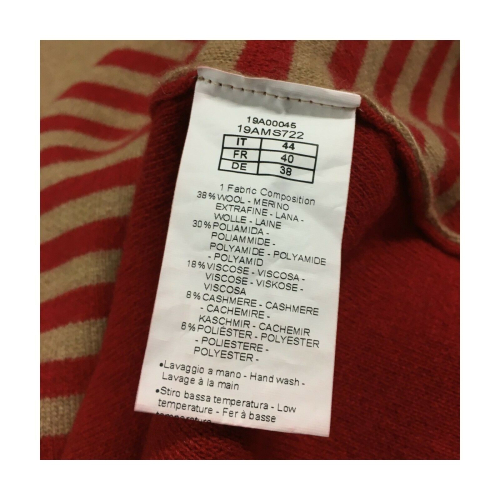 19A00045
19AMS722
IT 44
FR 40
DE 38
1 Fabric Composition
38%WOOL - MERINO
EXTRAFINE - LANA -
WOLLE - LAINE
30%POLIAMIDA -
POLIAMMIDE -
POLYAMIDE - POLYAMIDE
- POLYAMID
18%VISCOSE - VISCOSA -
VISCOSE - VISKOSE -
VISCOSA
8%CASHMERE - CASHMERE
- CACHEMIRE -
KASCHMIR - CACHEMIR
6%POLIÉSTER - POLYESTER
- POLIESTERE -
POLYESTER -
•Lavaggio a mano - Hand wash -
Lavage à la main
•Stiro bassa temperatura - Low
temperature - Fer à basse
temperature